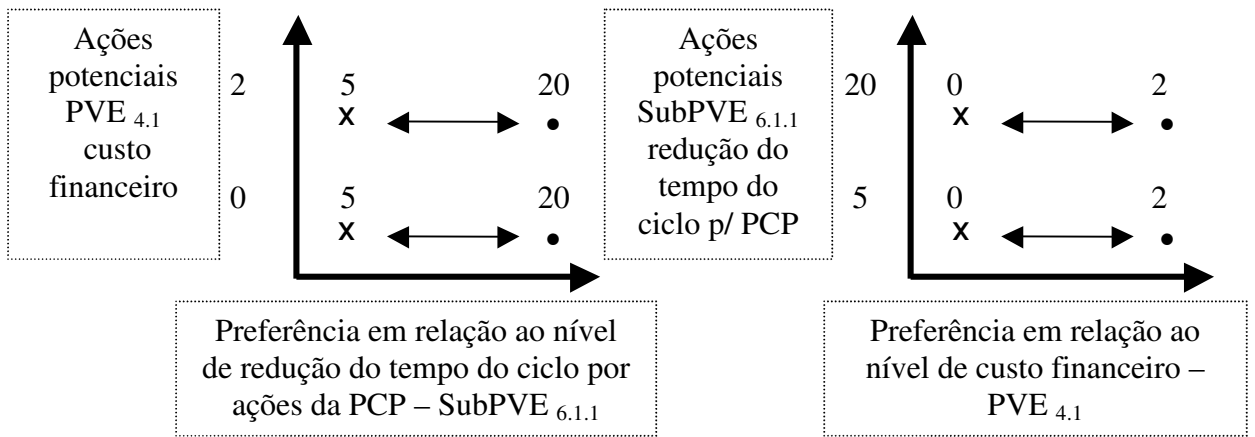 Ações
potenciais
PVE 4.1
custo
financeiro
2
5
20
x
•
0
5
20
x
•
Preferência em relação ao nível
de redução do tempo do ciclo por
ações da PCP – SubPVE 6.1.1
Ações
potenciais
SubPVE 6.1.1
redução do
tempo do
ciclo p/ PCP
20
0
2
x
•
5
0
2
x
•
Preferência em relação ao
nível de custo financeiro –
PVE 4.1